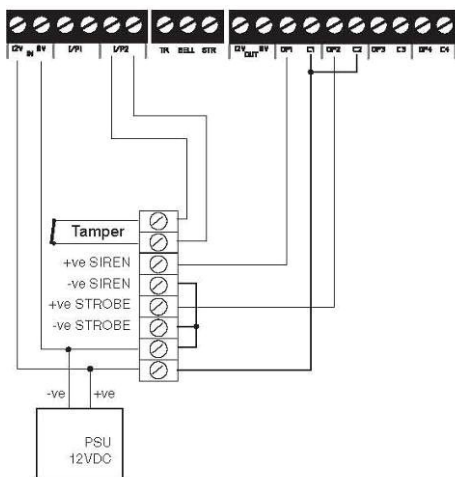 12V 0V I/P1 I/P2 TR BELL STR 12V 0V OP1 C1 OP2 C2 OP3 C3 OP4 C4
IN OUT
Tamper
+ve SIREN
-ve SIREN
+ve STROBE
-ve STROBE
-ve +ve
PSU
12VDC